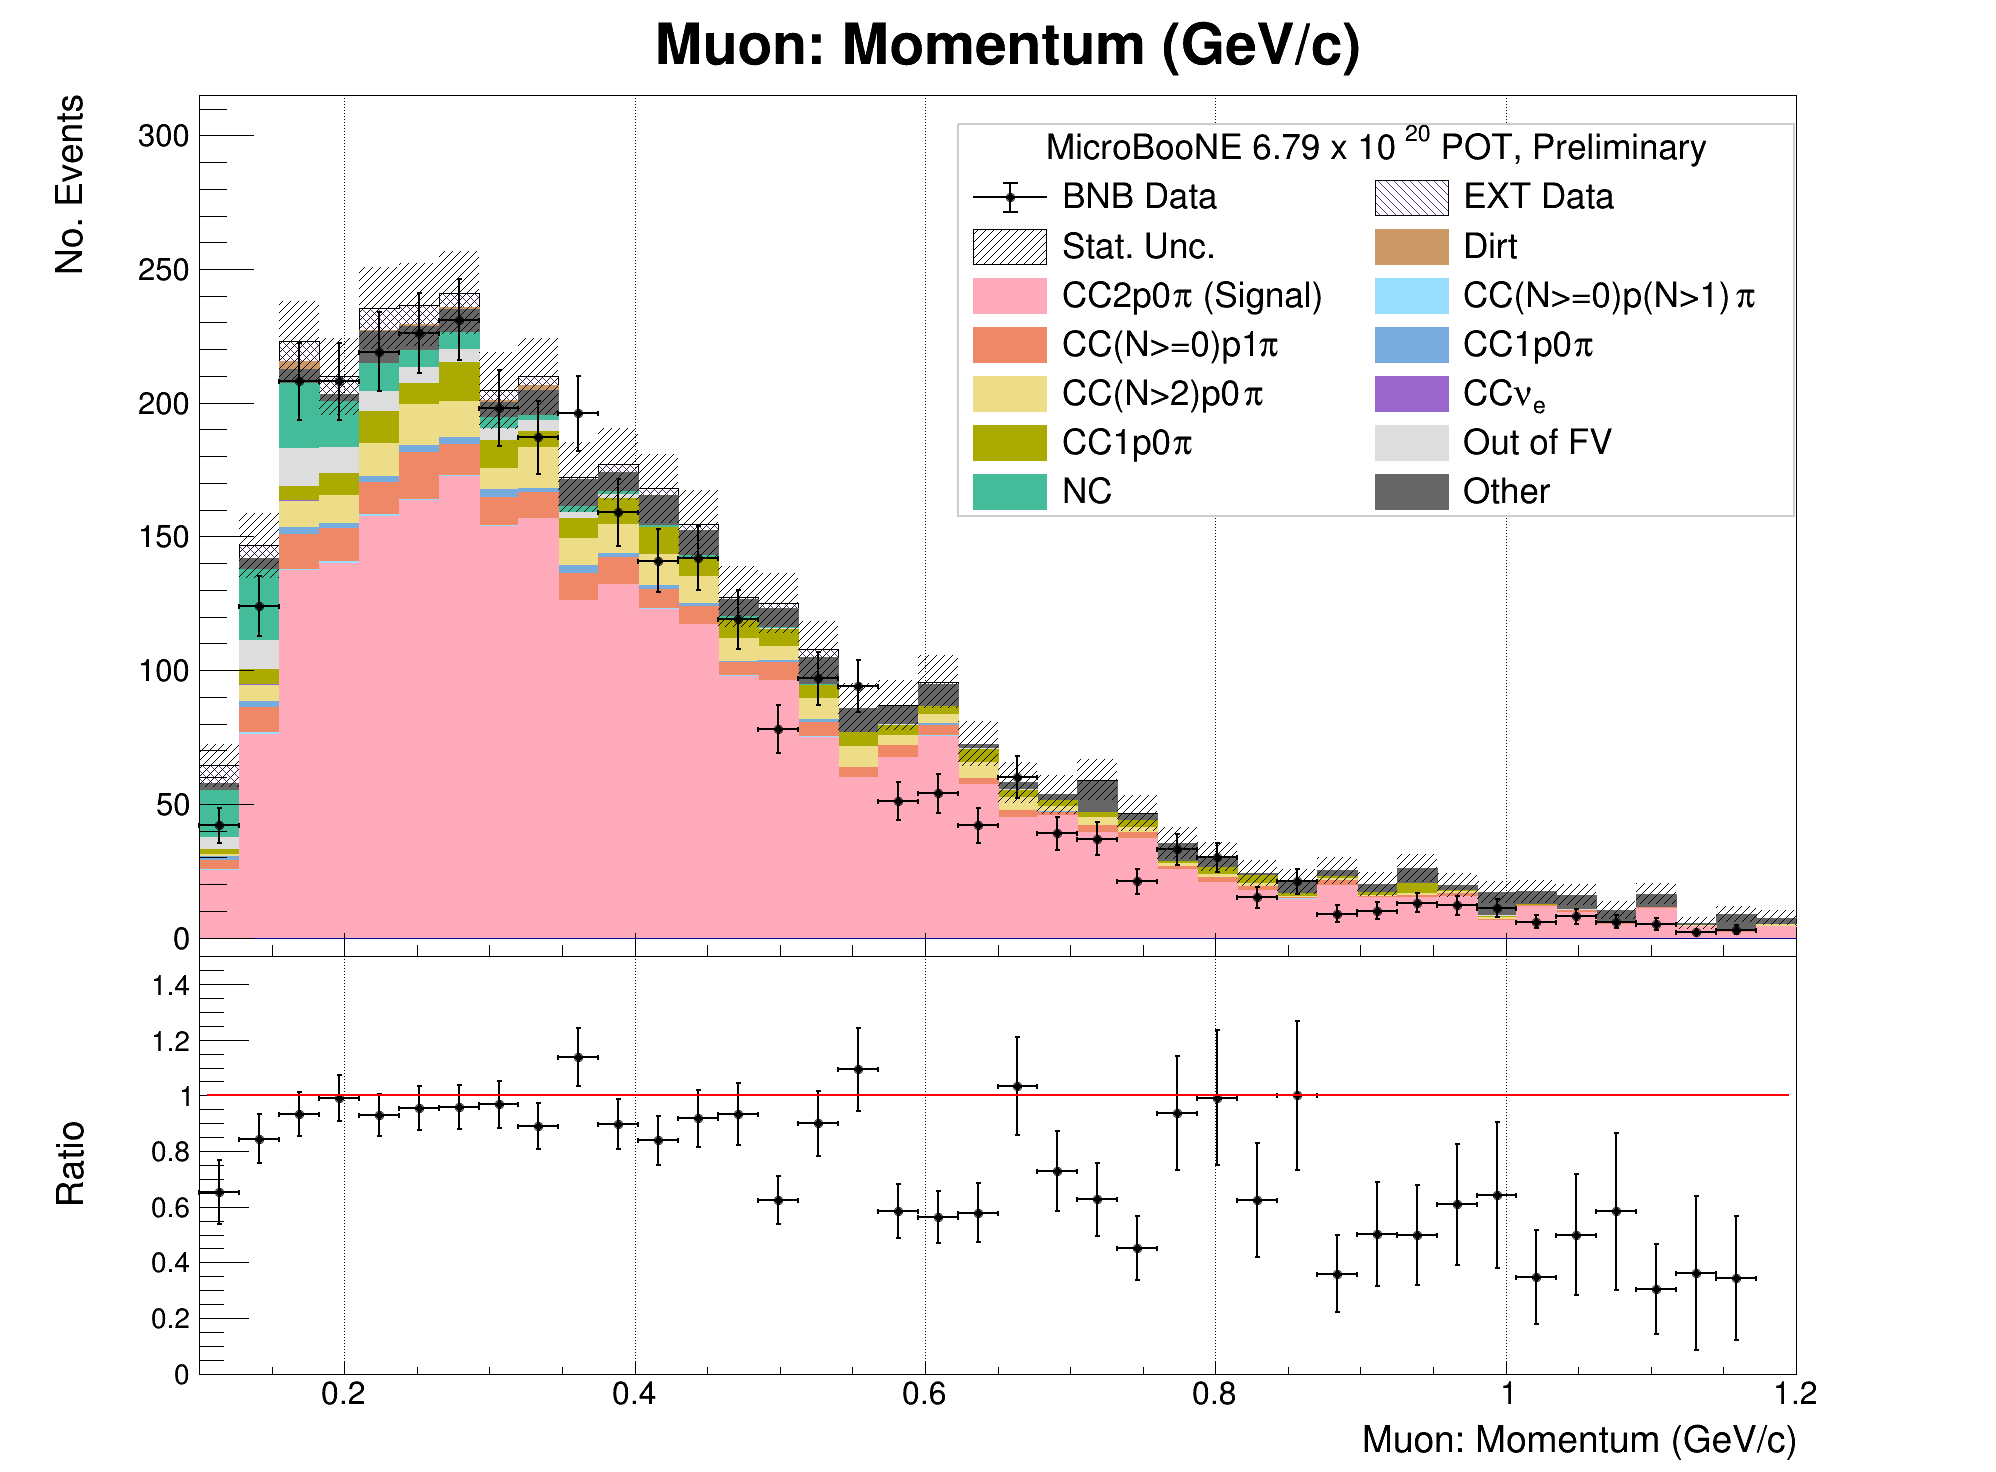 Muon: Momentum (GeV/c)
No. Events
300
250
200
150
100
50
0
MicroBooNE 6.79 x 10 20 POT, Preliminary
BNB Data
EXT Data
Stat. Unc.
Dirt
CC2p0π (Signal)
CC(N>=0)p(N>1)π
CC(N>=0)p1π
CC1p0π
CC(N>2)p0π
CCνe
CC1p0π
Out of FV
NC
Other
Ratio
1.4
1.2
1
0.8
0.6
0.4
0.2
0
0.2 0.4 0.6 0.8 1 1.2
Muon: Momentum (GeV/c)